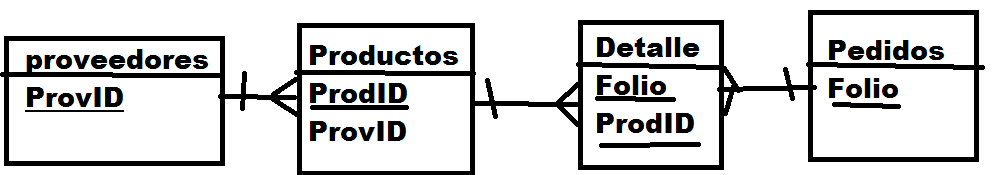 proveedores
ProvID
Productos
ProdID
ProvID
Detalle
Folio
ProdID
Pedidos
Folio